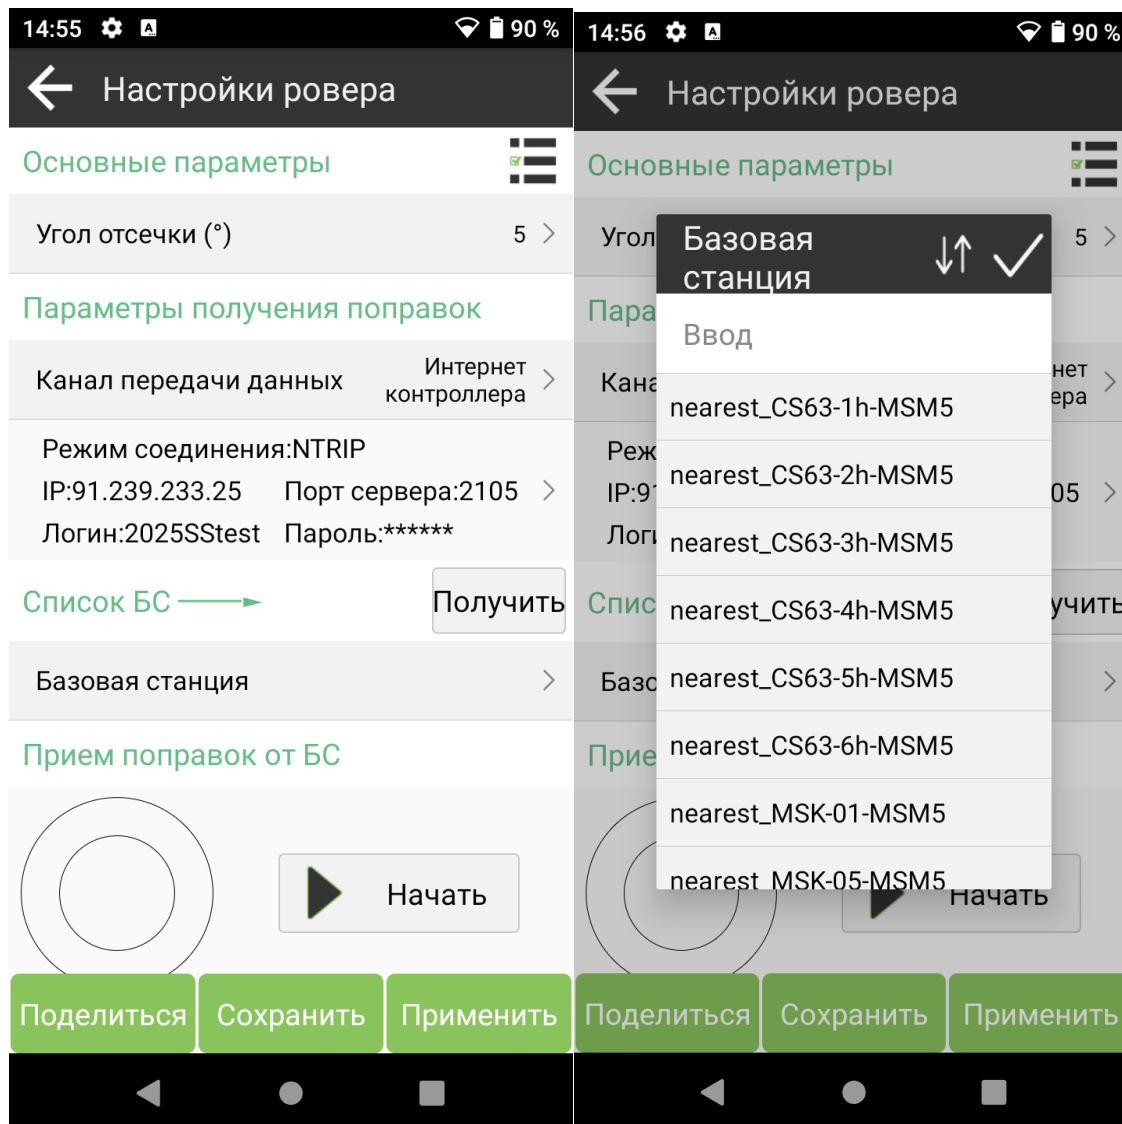 14:55
90 %
Настройки ровера
Основные параметры
Угол отсечки (°)
5
Параметры получения поправок
Канал передачи данных
Интернет
контроллера
Режим соединения:NTRIP
IP:91.239.233.25 Порт сервера:2105
Логин:2025SStest Пароль:******
Список БС
Получить
Базовая станция
Прием поправок от БС
Начать
Поделиться
Сохранить
Применить
14:56
90 %
Настройки ровера
Основные параметры
Угол
5
Базовая
станция
Пара
Ввод
Кана
нет
ера
nearest_CS63-1h-MSM5
Реж
nearest_CS63-2h-MSM5
IP:9
05
Логи
nearest_CS63-3h-MSM5
Спис
учить
nearest_CS63-4h-MSM5
Базо
nearest_CS63-5h-MSM5
Прие
nearest_CS63-6h-MSM5
nearest_MSK-01-MSM5
nearest_MSK-05-MSM5
Начать
Поделиться
Сохранить
Применить